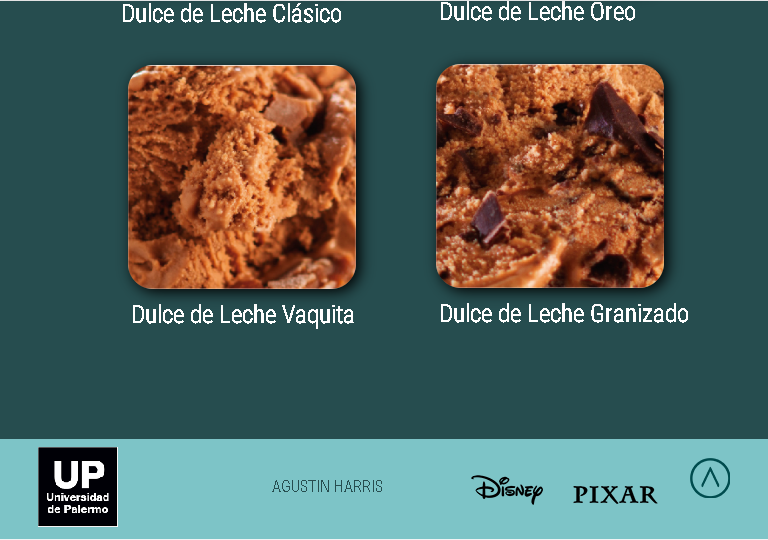 Dulce de Leche Clásico
Dulce de Leche Oreo
Dulce de Leche Vaquita
Dulce de Leche Granizado
UP
Universidad
de Palermo
AGUSTIN HARRIS
Disney
PIXAR